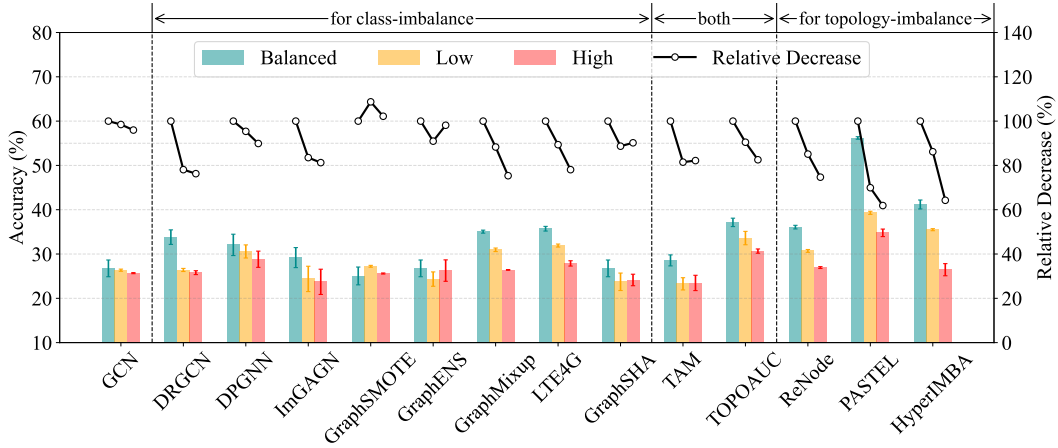 for class-imbalance
both
for topology-imbalance
Balanced
Low
High
Relative Decrease
Accuracy (%)
80
70
60
50
40
30
20
10
Relative Decrease (%)
140
120
100
80
60
40
20
0
GCN
DRGCN
DPGNN
ImGAGN
GraphSMOTE
GraphENS
GraphMixup
LTE4G
GraphSHA
TAM
TOPOAUC
ReNode
PASTEL
HyperIMBA